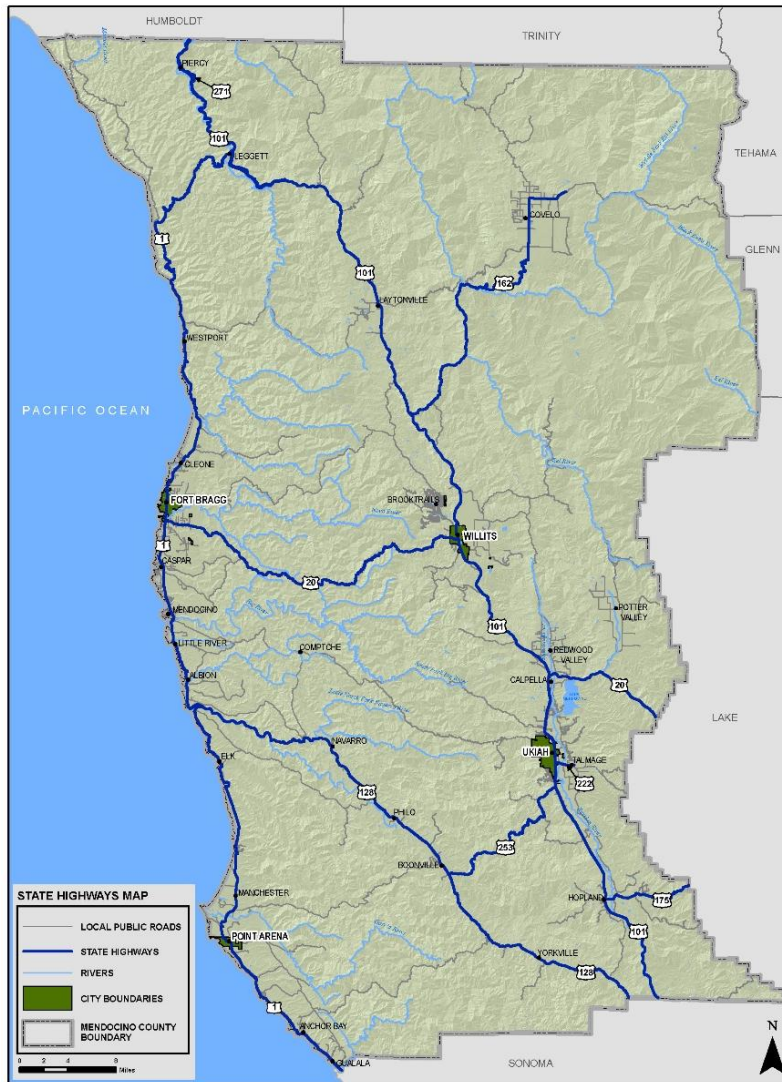 HUMBOLDT
TRINITY
PIERCY
271
TEHAMA
101
LEGGETT
COVELO
1
GLENN
101
162
LAYTONVILLE
WESTPORT
PACIFIC OCEAN
Eel River
CLEONE
FORT BRAGG
BROOKTRAILS
WILLITS
1
CASPAR
20
MENDOCINO
POTTER
VALLEY
101
LITTLE RIVER
COMPTCHE
REDWOOD
VALLEY
ALBION
CALPELLA
20
LAKE
NAVARRO
UKIAH
ELK
TALMAGE
222
128
PHILO
253
BOONVILLE
MANCHESTER
HOPLAND
175
101
POINT ARENA
YORKVILLE
128
1
ANCHOR BAY
GUALALA
SONOMA
N
STATE HIGHWAYS MAP
LOCAL PUBLIC ROADS
STATE HIGHWAYS
RIVERS
CITY BOUNDARIES
MENDOCINO COUNTY
BOUNDARY
0 2 4 8
Miles